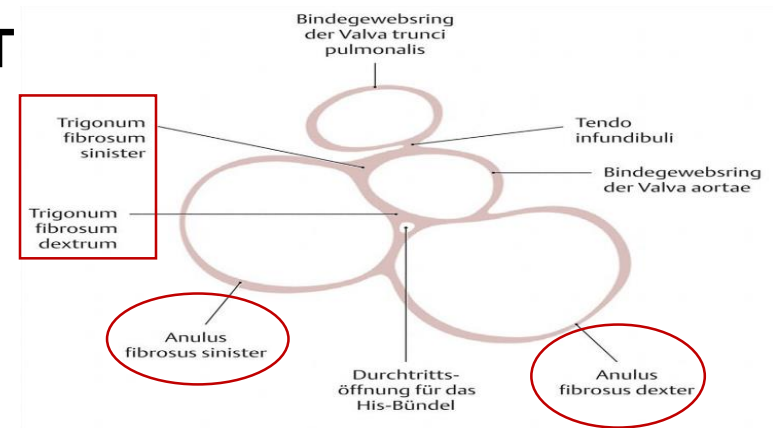 T
Bindegewebsring
der Valva trunci
pulmonalis
Trigonum
fibrosum
sinister
Tendo
infundibuli
Bindegewebsring
der Valva aortae
Trigonum
fibrosum
dextrum
Anulus
fibrosus sinister
Durchtritts-
öffnung für das
His-Bündel
Anulus
fibrosus dexter